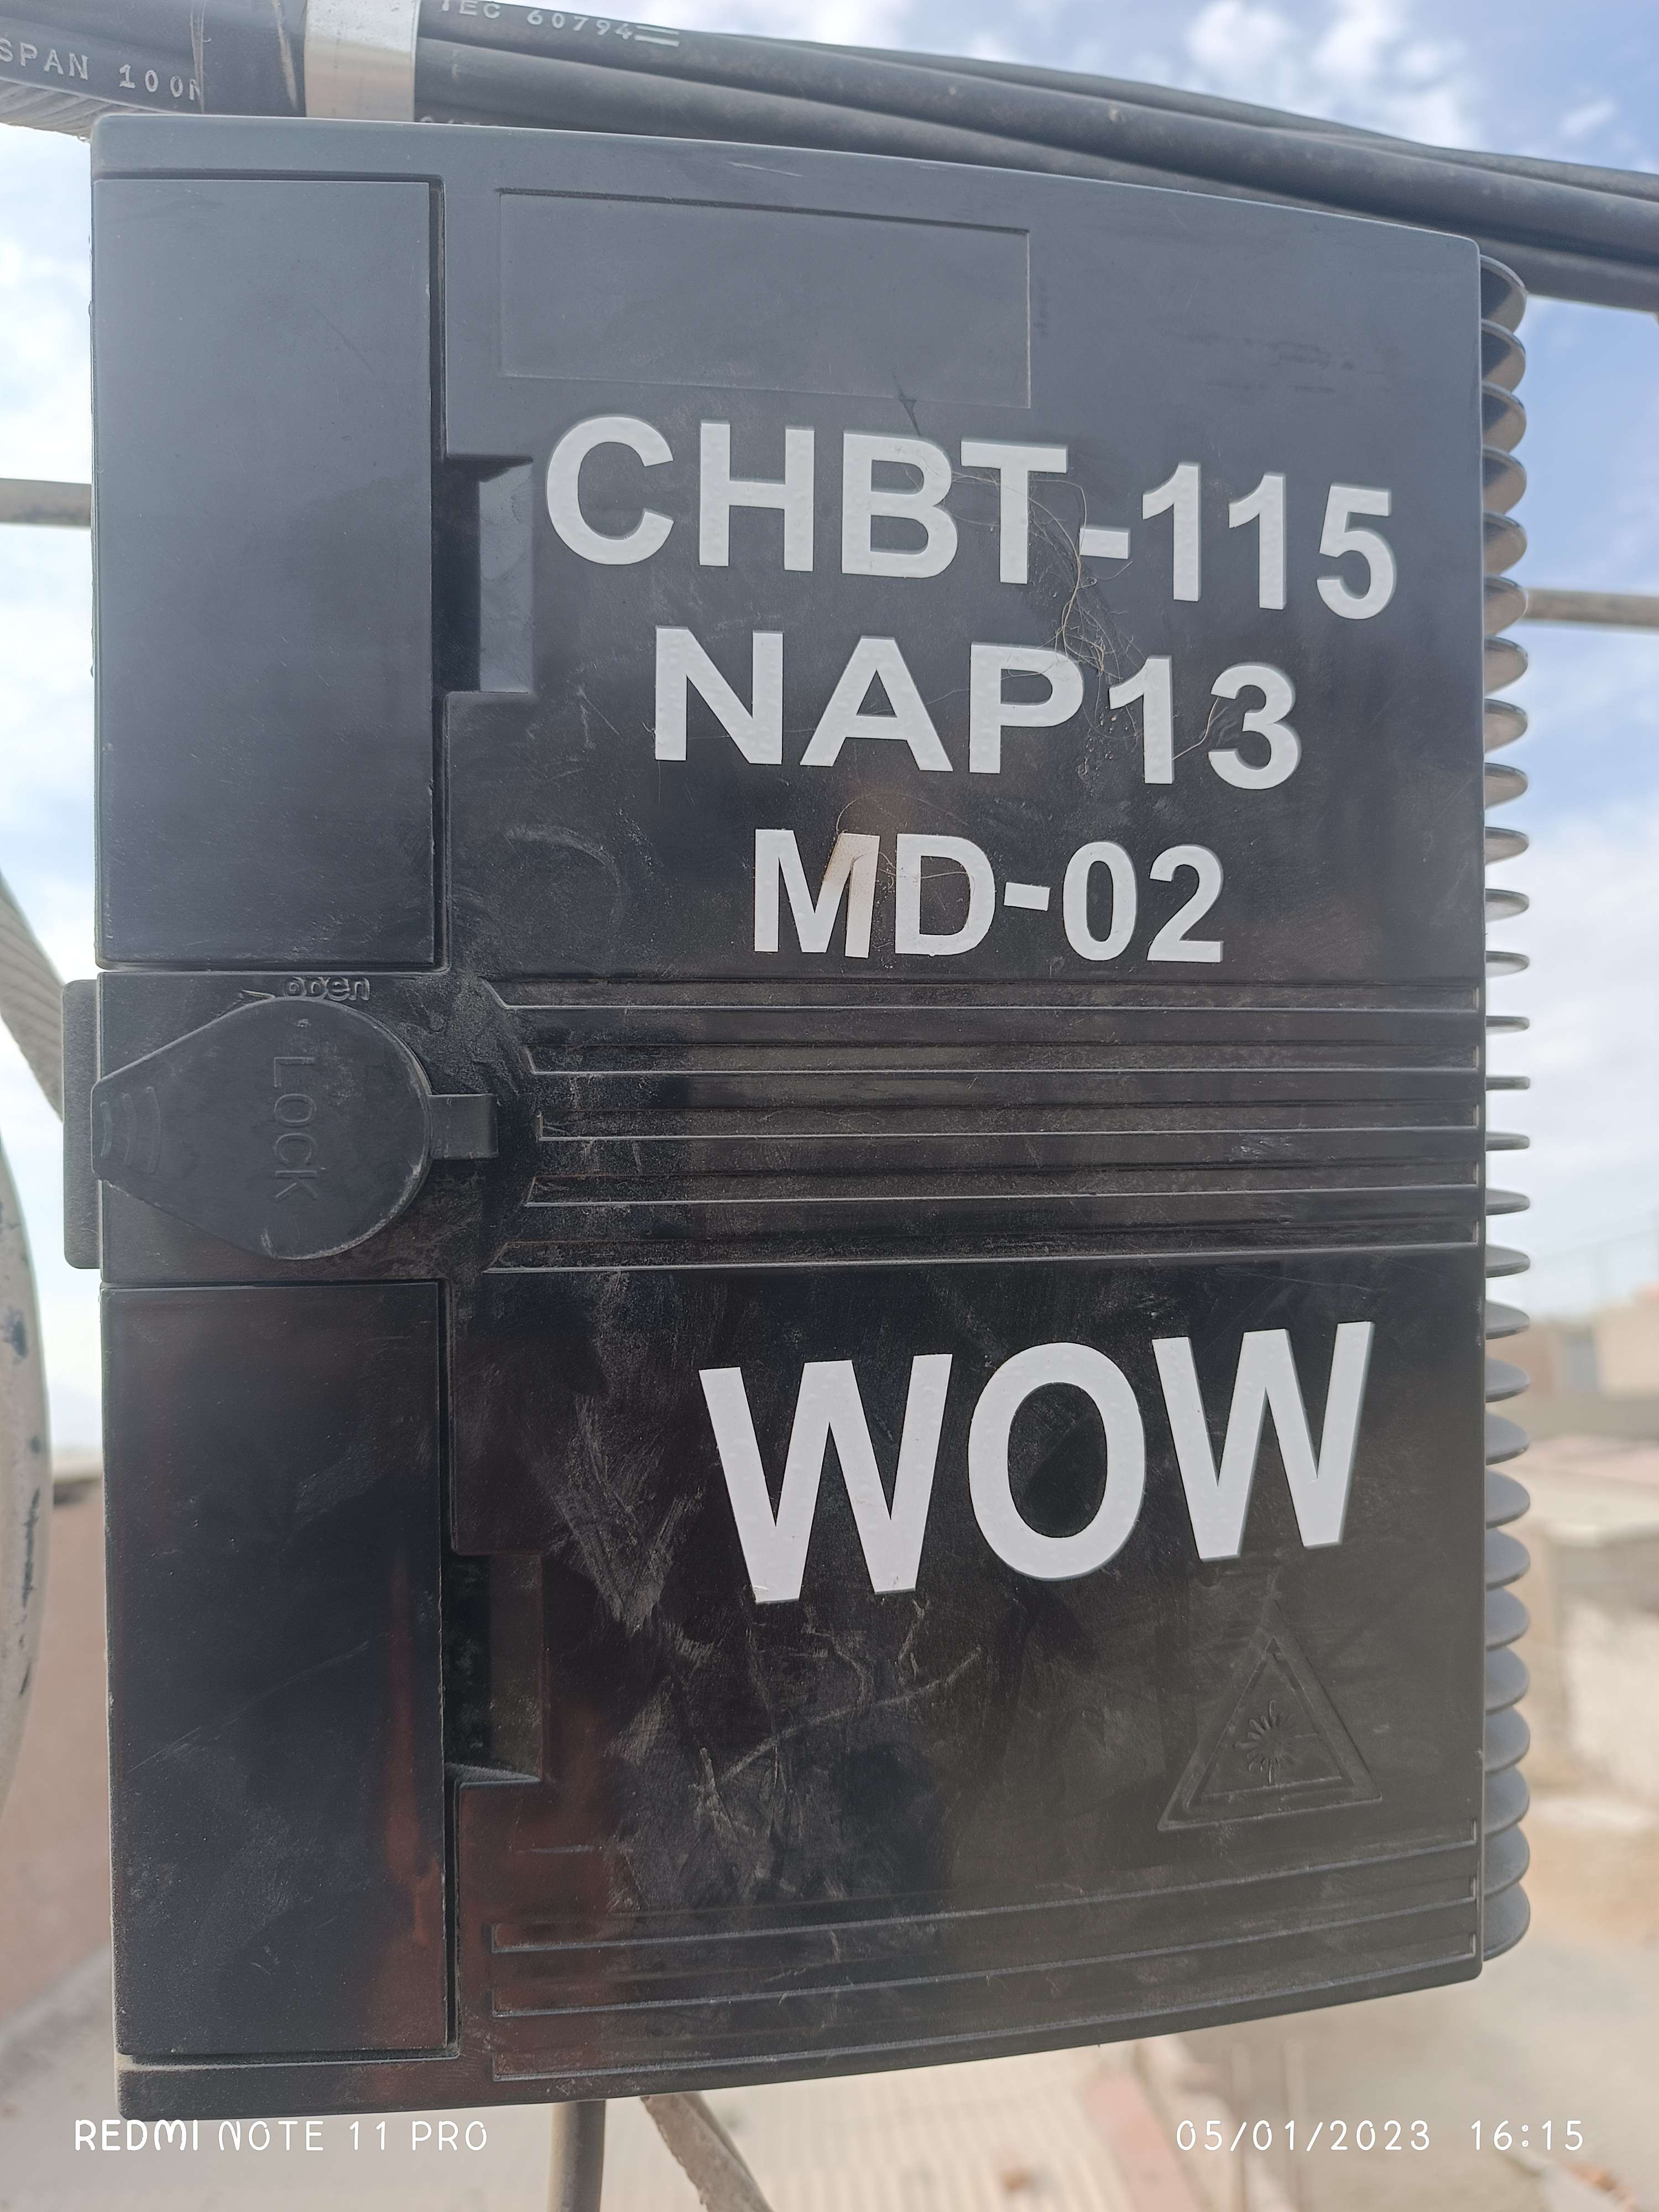 IEC 60794
SPAN 100M
CHBT-115
NAP13
MD-02
open
LOCK
WOW
REDMI NOTE 11 PRO
05/01/2023 16:15